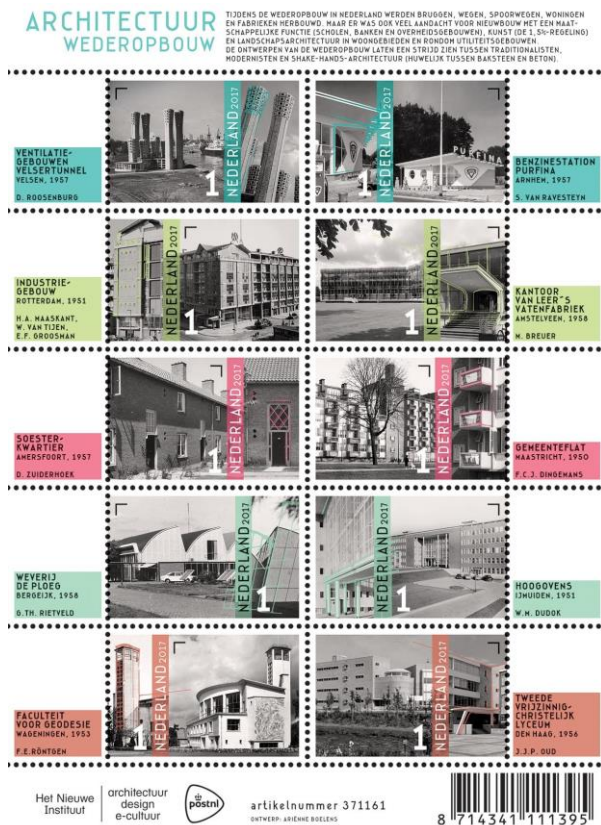 ARCHITECTUUR
WEDEROPBOUW
TIJDENS DE WEDEROPBOUW IN NEDERLAND WERDEN BRUGGEN, WEGEN, SPOORWEGEN, WONINGEN
EN FABRIEKEN HERBOUWD. MAAR ER WAS OOK VEEL AANDACHT VOOR NIEUWBOUW MET EEN MAAT-
SCHAPPELIJKE FUNCTIE (SCHOLEN, BANKEN EN OVERHEIDSGEBOUWEN), KUNST (DE 1,5%-REGELING)
EN LANDSCHAPSARCHITECTUUR IN WOONGEBIEDEN EN RONDOM UTILITEITSGEBOUWEN.
DE ONTWERPEN VAN DE WEDEROPBOUW LATEN EEN STRIJD ZIEN TUSSEN TRADITIONALISTEN,
MODERNISTEN EN SHAKE-HANDS-ARCHITECTUUR (HUWELIJK TUSSEN BAKSTEEN EN BETON).
VENTILATIE-
GEBOUWEN
VELSERTUNNEL
VELSEN, 1957
D. ROOSENBURG
1
NEDERLAND 2017
1
NEDERLAND 2017
PURFINA
BENZINESTATION
PURFINA
ARNHEM, 1957
S. VAN RAVESTEYN
INDUSTRIE-
GEBOUW
ROTTERDAM, 1951
H.A. MAASKANT,
W. VAN TIJEN,
E.F. GROOSMAN
1
NEDERLAND 2017
1
NEDERLAND 2017
KANTOOR
VAN LEER"S
VATENFABRIEK
AMSTELVEEN, 1958
M. BREUER
SOESTER-
KWARTIER
AMERSFOORT, 1957
D. ZUIDERHOEK
1
NEDERLAND 2017
1
NEDERLAND 2017
GEMEENTEFLAT
MAASTRICHT, 1950
F.C.J. DINGEMANS
WEVERIJ
DE PLOEG
BERGEIJK, 1958
G.TH. RIETVELD
1
NEDERLAND 2017
1
NEDERLAND 2017
HOOGOVENS
IJMUIDEN, 1951
W.M. DUDOK
FACULTEIT
VOOR GEODESIE
WAGENINGEN, 1953
F.E.RÖNTGEN
1
NEDERLAND 2017
1
NEDERLAND 2017
TWEEDE
VRIJZINNIG-
CHRISTELIJK
LYCEUM
DEN HAAG, 1956
J.J.P. OUD
Het Nieuwe
Instituut
architectuur
design
e-cultuur
postnl
artikelnummer 371161
ONTWERP: ARIËNNE BOELENS
8 714341 111395